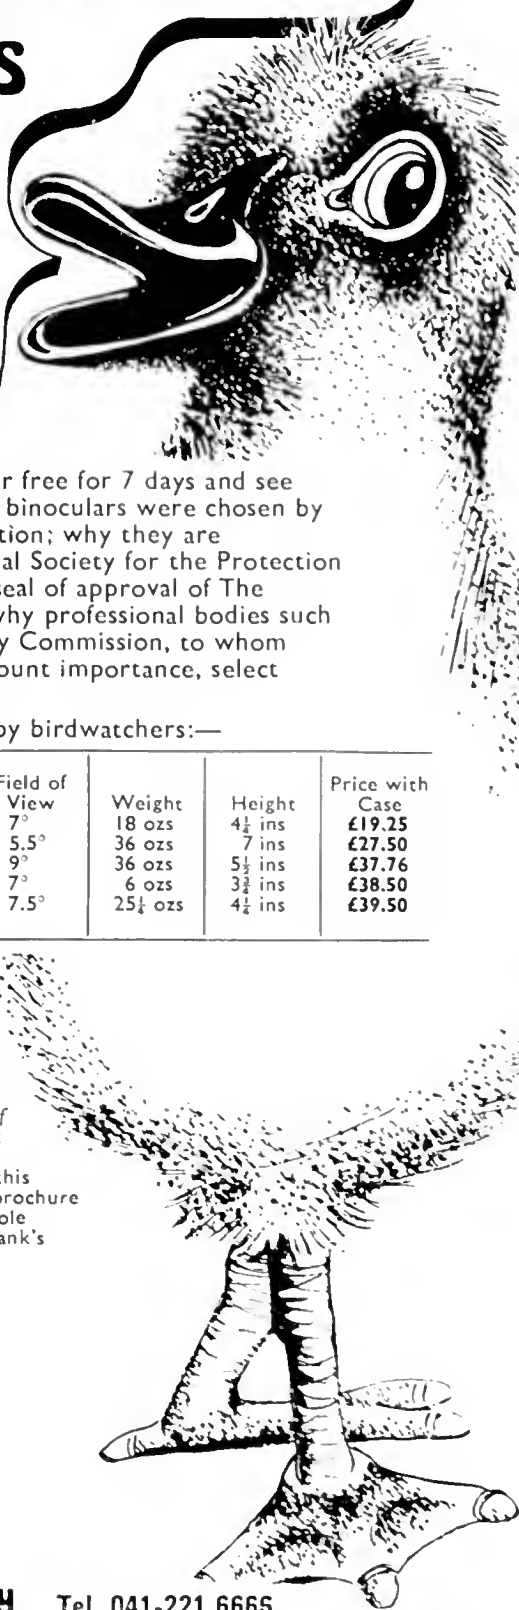 S
r free for 7 days and see
binoculars were chosen by
tion; why they are
al Society for the Protection
seal of approval of The
why professional bodies such
y Commission, to whom
ount importance, select
by birdwatchers:—
Field of View Weight Height Price with Case
7° 18 ozs 4¼ ins £19.25
5.5° 36 ozs 7 ins £27.50
9° 36 ozs 5½ ins £37.76
7° 6 ozs 3¾ ins £38.50
7.5° 25¼ ozs 4¼ ins £39.50
f
this
brochure
ole
ank's
H Tel. 041-221 6666